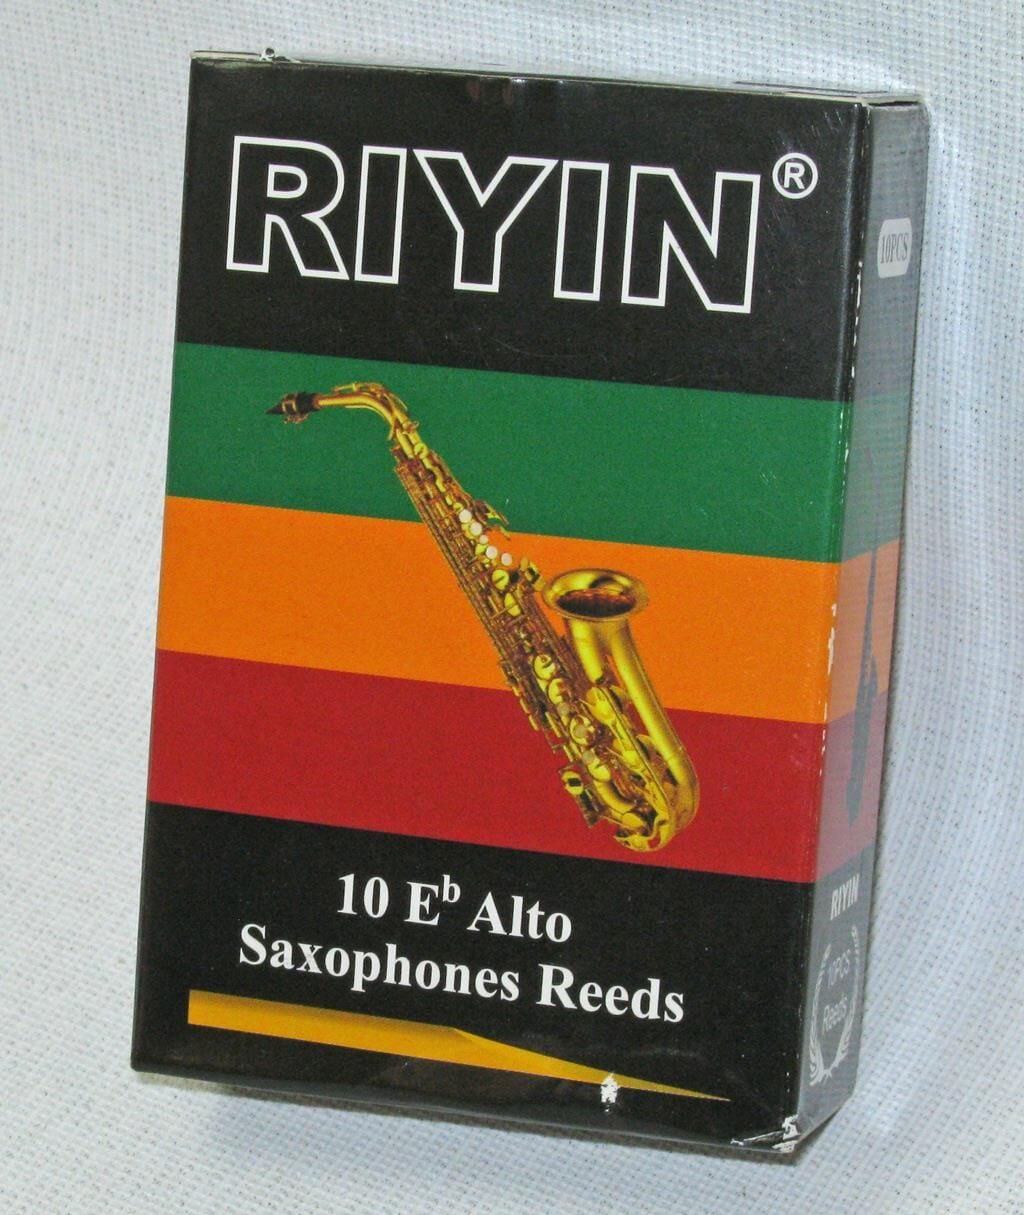 RIYIN®
10 Eb Alto
Saxophones Reeds
10PCS
RIYIN
10PCS
Reeds